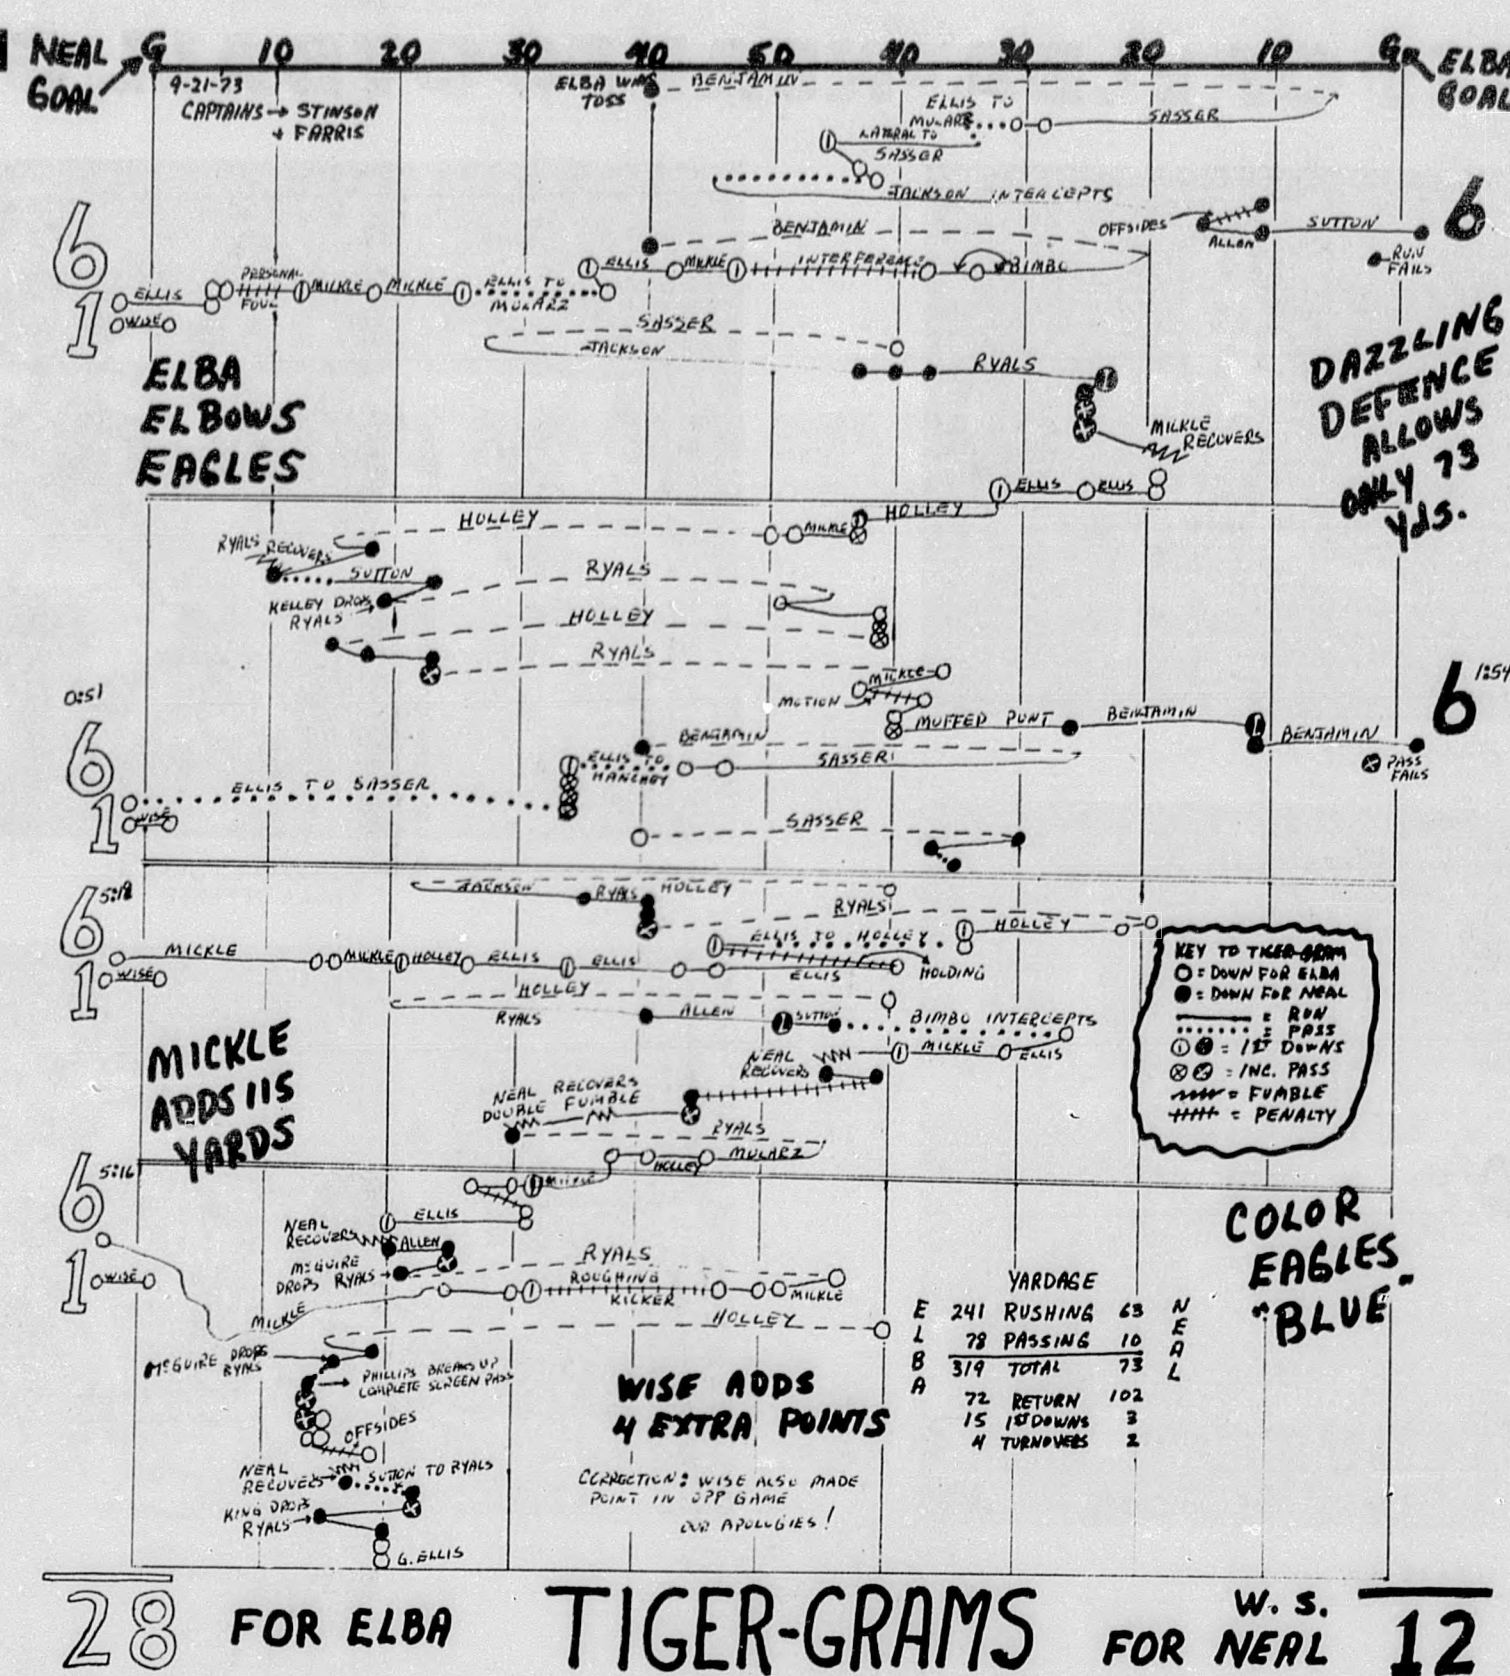 NEAL GOAL
G 10 20 30 40 50 40 30 20 10 G
ELBA GOAL
9-21-73
CAPTAINS → STINSON
+ FARRIS
ELBA WINS
TOSS
BENJAMIN
ELLIS TO
MULARZ
SASSER
LATERAL TO
SASSER
JACKSON INTERCEPTS
OFFSIDES
ALLEN
SUTTON
6
RUN
FAILS
BENJAMIN
6
ELLIS MICKLE INTERFERENCE BIMBO
ELLIS PERSONAL
FOUL
MICKLE MICKLE ELLIS TO
MULARZ
1
WISE
SASSER
JACKSON
RYALS
ELBA
ELBOWS
EAGLES
DAZZLING
DEFENCE
ALLOWS
ONLY 73
Yds.
MICKLE
RECOVERS
ELLIS ELLIS
HOLLEY
HOLLEY
MICKLE
RYALS RECOVERS
SUTTON
RYALS
KELLEY DROPS
RYALS
HOLLEY
RYALS
MICKLE
MOTION
0:51
6 1:54
MUFFED PUNT
BENJAMIN
BENJAMIN
PASS
FAILS
6
BENJAMIN
ELLIS TO
HANCHEY
SASSER
ELLIS TO SASSER
1
WISE
SASSER
JACKSON RYALS HOLLEY
6 5:18
RYALS
ELLIS TO HOLLEY
HOLLEY
MICKLE
MICKLE HOLLEY ELLIS ELLIS ELLIS
HOLDING
1
WISE
HOLLEY
RYALS
ALLEN
SUTTON
BIMBO INTERCEPTS
MICKLE ELLIS
NEAL
RECOVERS
NEAL RECOVERS
DOUBLE FUMBLE
RYALS
HOLLEY MULARZ
KEY TO TIGER-GRAM
= DOWN FOR ELBA
= DOWN FOR NEAL
= RUN
= PASS
= 1ST DOWNS
= INC. PASS
= FUMBLE
= PENALTY
MICKLE
ADDS 115
YARDS
6 5:16
MICKLE
ELLIS
NEAL
RECOVERS
ALLEN
McGUIRE
DROPS RYALS
RYALS
1
WISE
MICKLE
ROUGHING
KICKER
MICKLE
HOLLEY
COLOR
EAGLES
"BLUE"
McGUIRE DROPS
RYALS
PHILLIPS BREAKS UP
COMPLETE SCREEN PASS
OFFSIDES
NEAL
RECOVERS
SUTTON TO RYALS
KING DROPS
RYALS
G. ELLIS
WISE ADDS
4 EXTRA POINTS
CORRECTION: WISE ALSO MADE
POINT IN OPP GAME
OUR APOLOGIES!
YARDAGE
ELBA NEAL
241 RUSHING 63
78 PASSING 10
319 TOTAL 73
72 RETURN 102
15 1ST DOWNS 3
4 TURNOVERS 2
28 FOR ELBA TIGER-GRAMS W. S. FOR NEAL 12